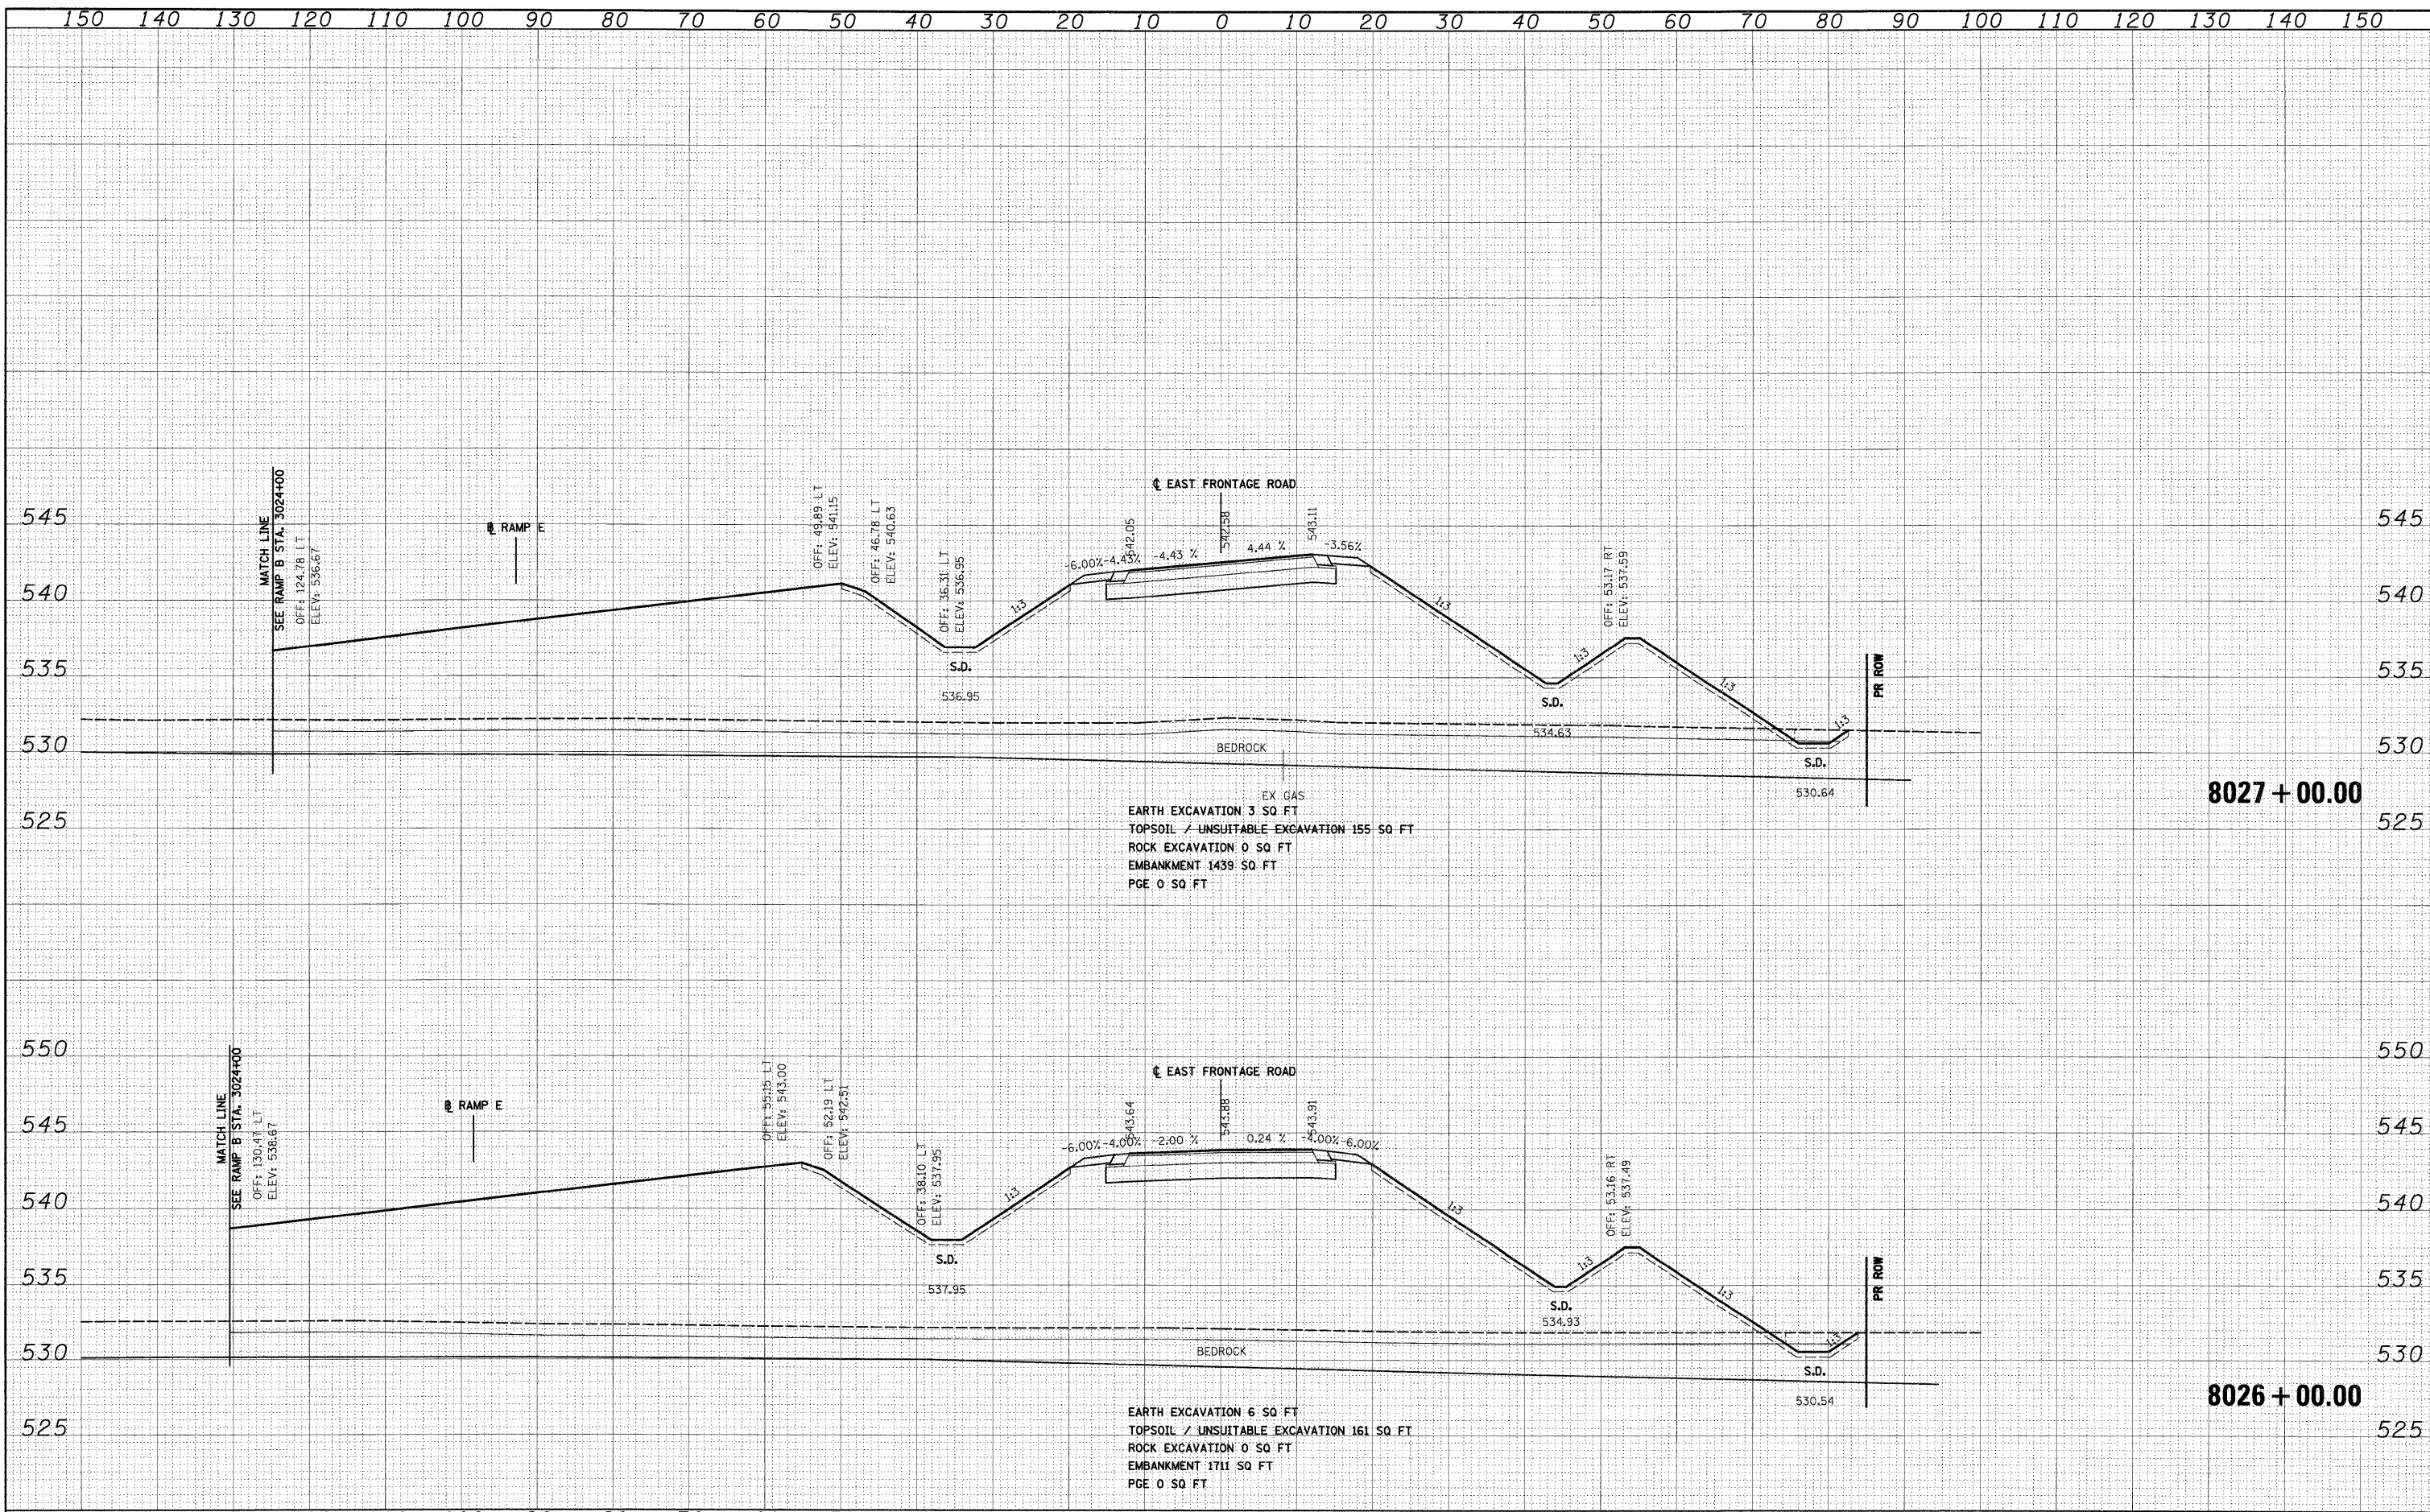 150 140 130 120 110 100 90 80 70 60 50 40 30 20 10 0 10 20 30 40 50 60 70 80 90 100 110 120 130 140 150
MATCH LINE
SEE RAMP B STA. 3024+00
OFF: 124.78 LT
ELEV: 536.67
℄ RAMP E
OFF: 49.89 LT
ELEV: 541.15
OFF: 46.78 LT
ELEV: 540.63
OFF: 36.31 LT
ELEV: 536.95
℄ EAST FRONTAGE ROAD
542.05
542.58
543.11
-6.00% -4.43% -4.43 % 4.44 % -3.56%
OFF: 53.17 RT
ELEV: 537.59
545 545
540 540
535 535
530 530
525 525
1:3
1:3
1:3
1:3
1:3
S.D.
536.95
S.D.
534.63
S.D.
530.64
PR ROW
BEDROCK
EX GAS
EARTH EXCAVATION 3 SQ FT
TOPSOIL / UNSUITABLE EXCAVATION 155 SQ FT
ROCK EXCAVATION 0 SQ FT
EMBANKMENT 1439 SQ FT
PGE 0 SQ FT
8027 + 00.00
MATCH LINE
SEE RAMP B STA. 3024+00
OFF: 130.47 LT
ELEV: 538.67
℄ RAMP E
OFF: 55.15 LT
ELEV: 543.00
OFF: 52.19 LT
ELEV: 542.51
OFF: 38.10 LT
ELEV: 537.95
℄ EAST FRONTAGE ROAD
543.64
543.88
543.91
-6.00% -4.00% -2.00 % 0.24 % -4.00% -6.00%
OFF: 53.16 RT
ELEV: 537.49
550 550
545 545
540 540
535 535
530 530
525 525
1:3
1:3
1:3
1:3
1:3
S.D.
537.95
S.D.
534.93
S.D.
530.54
PR ROW
BEDROCK
EARTH EXCAVATION 6 SQ FT
TOPSOIL / UNSUITABLE EXCAVATION 161 SQ FT
ROCK EXCAVATION 0 SQ FT
EMBANKMENT 1711 SQ FT
PGE 0 SQ FT
8026 + 00.00